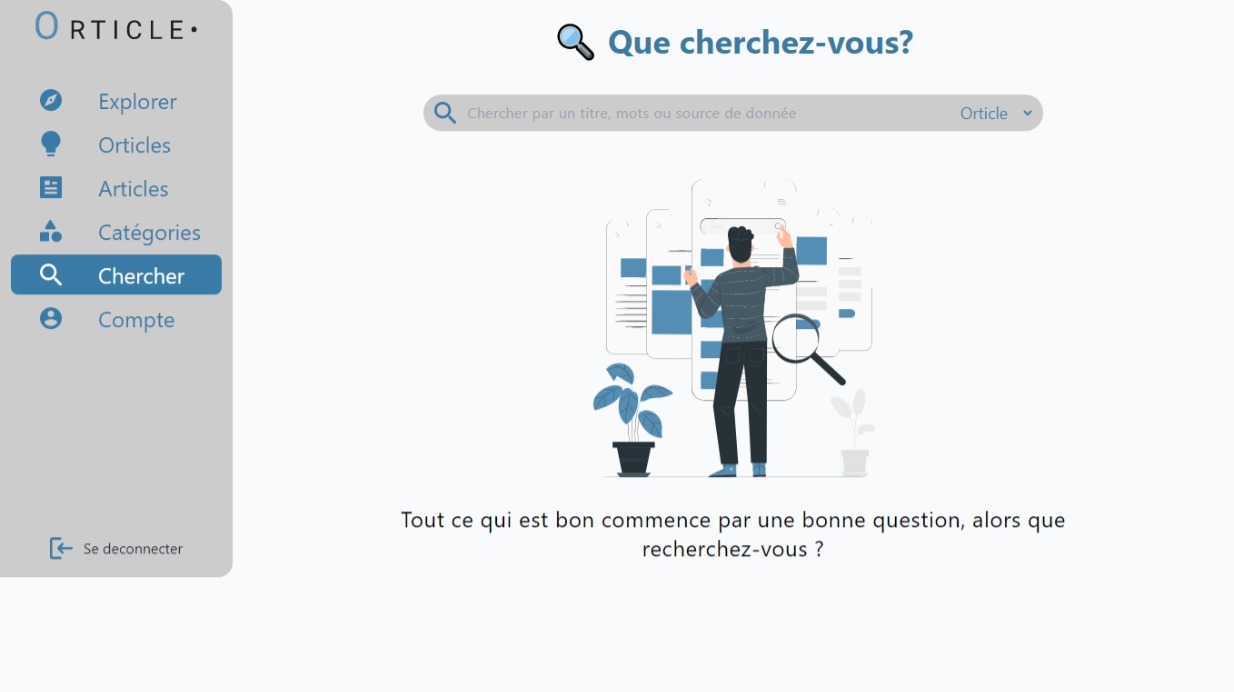 ORTICLE•
Explorer
Orticles
Articles
Catégories
Chercher
Compte
Se deconnecter
Que cherchez-vous?
Chercher par un titre, mots ou source de donnée
Orticle
Tout ce qui est bon commence par une bonne question, alors que
recherchez-vous ?